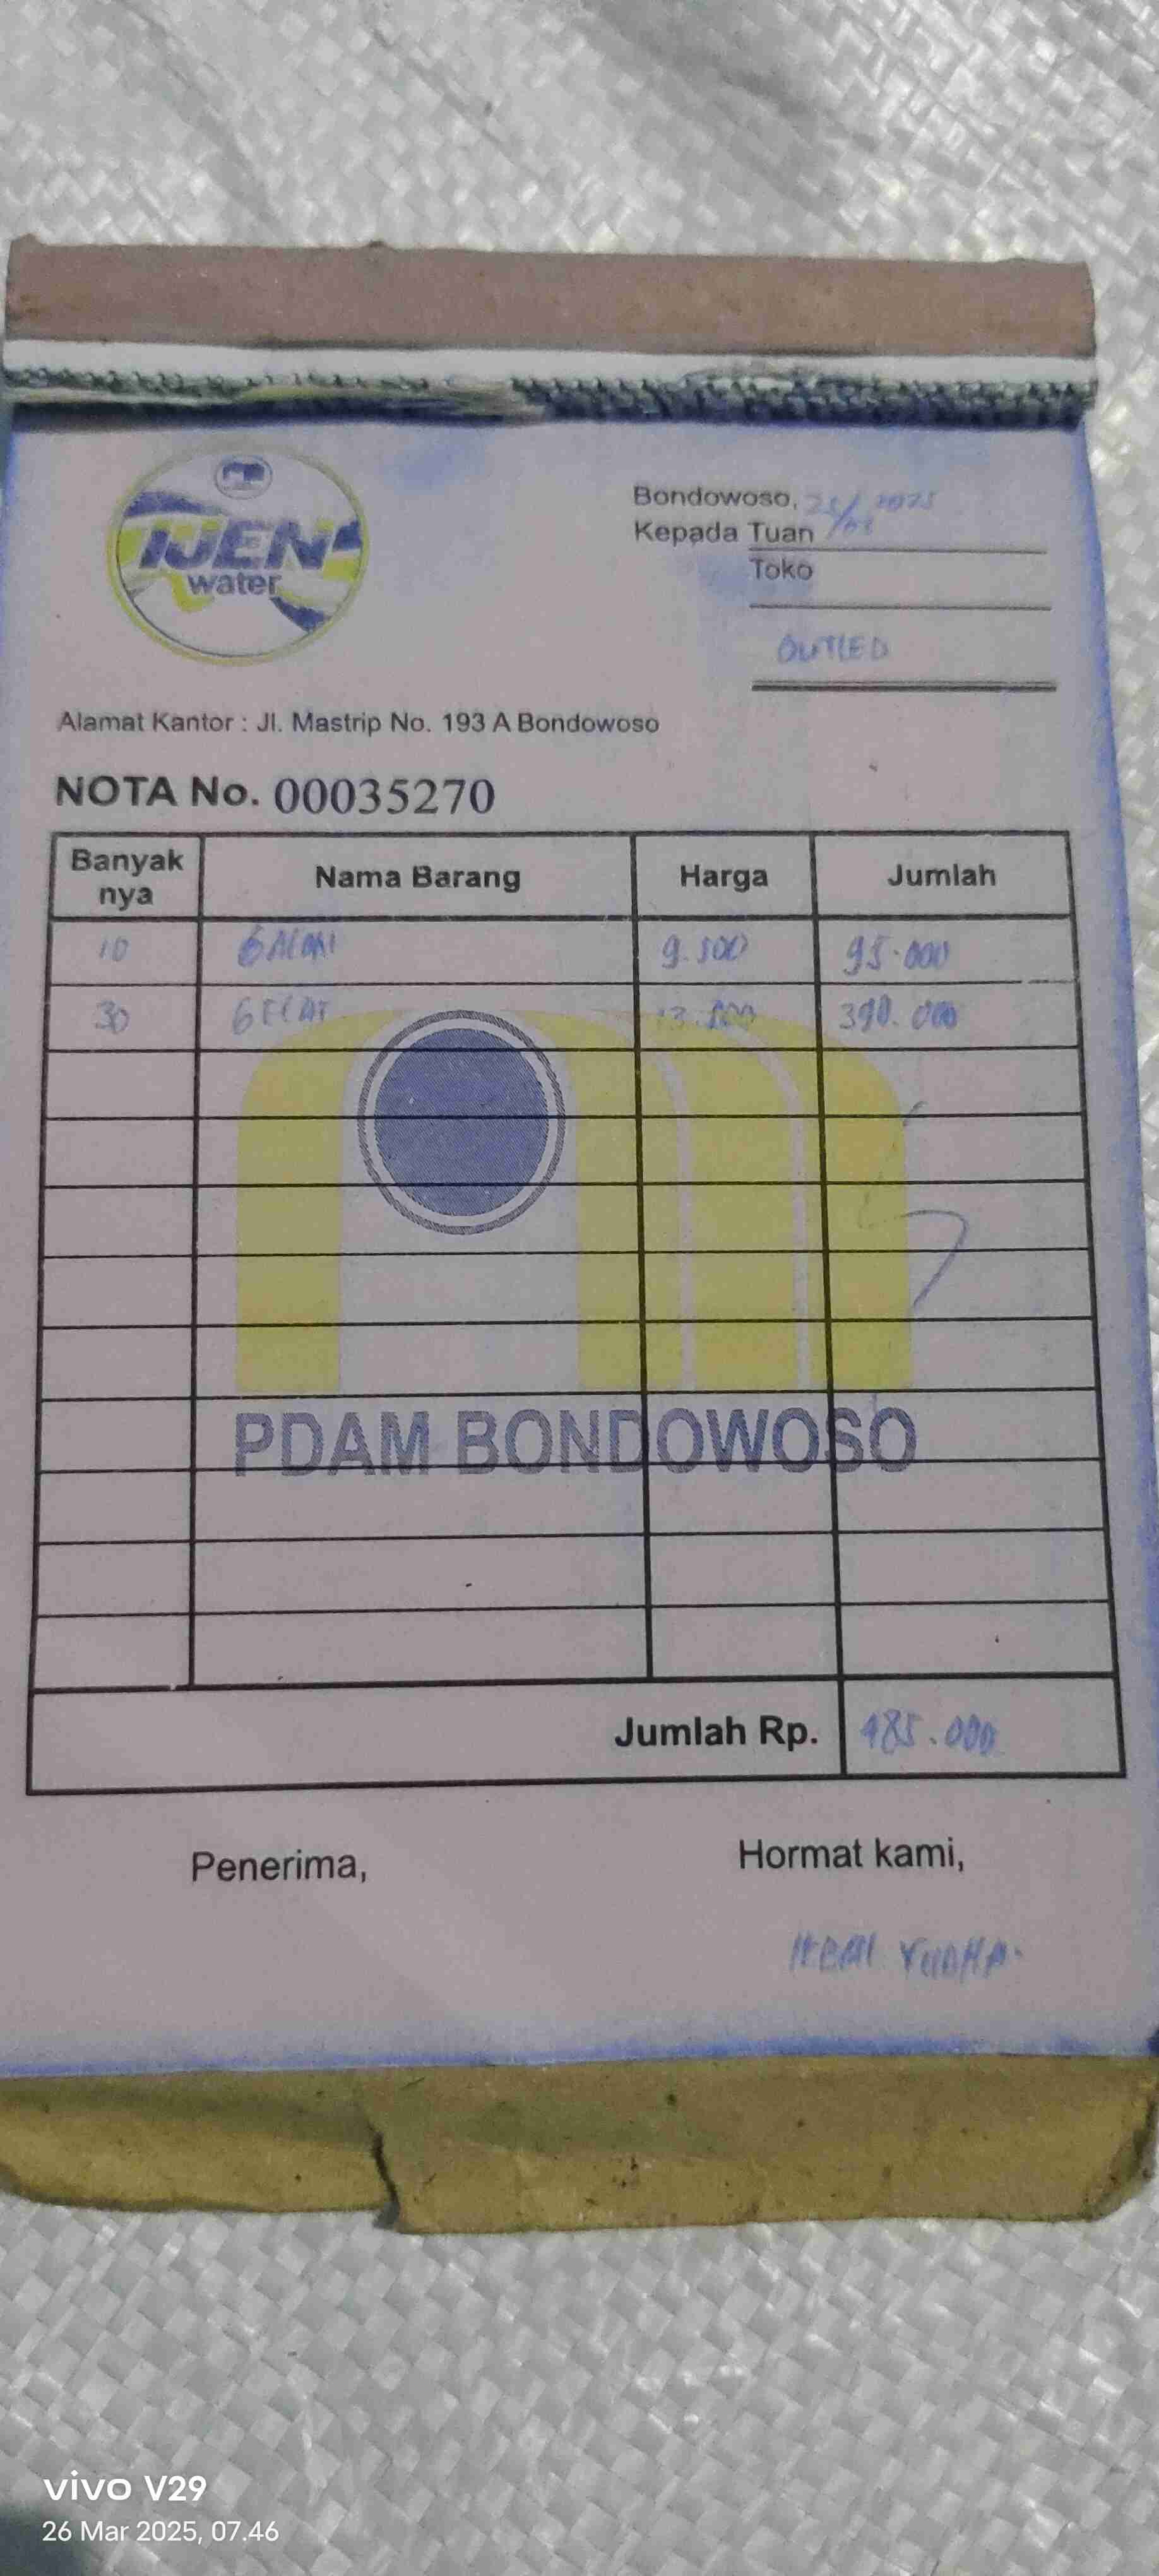 IJEN
water
Bondowoso, 25/03 2025
Kepada Tuan
Toko
OUTLED
Alamat Kantor : Jl. Mastrip No. 193 A Bondowoso
NOTA No. 00035270
Banyak nya Nama Barang Harga Jumlah
10 GALON 9.500 95.000
30 GELAS 13.000 390.000
PDAM BONDOWOSO
Jumlah Rp. 485.000
Penerima, Hormat kami,
YUDHA
vivo V29
26 Mar 2025, 07.46